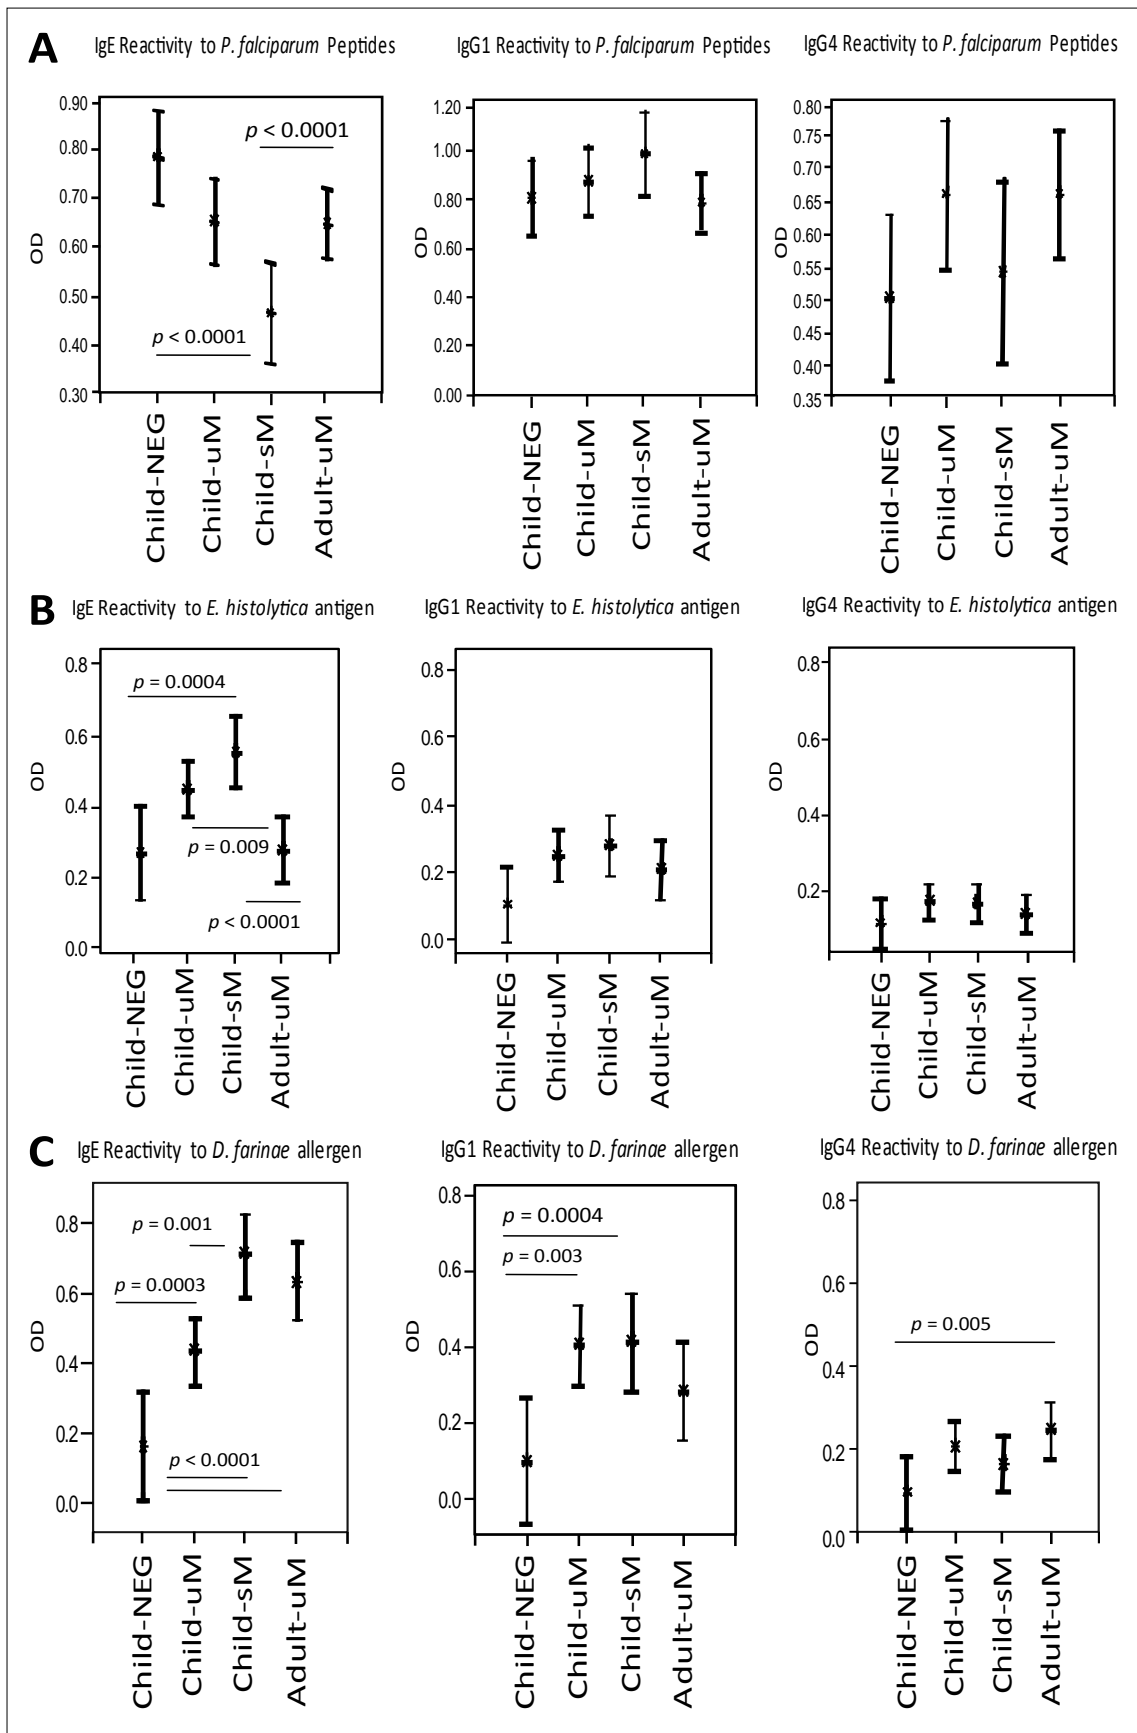 A
IgE Reactivity to P. falciparum Peptides
IgG1 Reactivity to P. falciparum Peptides
IgG4 Reactivity to P. falciparum Peptides
0.90
0.80
0.70
0.60
0.50
0.40
0.30
OD
p < 0.0001
p < 0.0001
Child-NEG
Child-uM
Child-sM
Adult-uM
1.20
1.00
0.80
0.60
0.40
0.20
0.00
OD
Child-NEG
Child-uM
Child-sM
Adult-uM
0.80
0.75
0.70
0.65
0.60
0.55
0.50
0.45
0.40
0.35
OD
Child-NEG
Child-uM
Child-sM
Adult-uM
B
IgE Reactivity to E. histolytica antigen
IgG1 Reactivity to E. histolytica antigen
IgG4 Reactivity to E. histolytica antigen
0.8
0.6
0.4
0.2
0.0
OD
p = 0.0004
p = 0.009
p < 0.0001
Child-NEG
Child-uM
Child-sM
Adult-uM
0.8
0.6
0.4
0.2
0.0
OD
Child-NEG
Child-uM
Child-sM
Adult-uM
0.8
0.6
0.4
0.2
OD
Child-NEG
Child-uM
Child-sM
Adult-uM
C
IgE Reactivity to D. farinae allergen
IgG1 Reactivity to D. farinae allergen
IgG4 Reactivity to D. farinae allergen
0.8
0.6
0.4
0.2
0.0
OD
p = 0.001
p = 0.0003
p < 0.0001
Child-NEG
Child-uM
Child-sM
Adult-uM
0.8
0.6
0.4
0.2
0.0
OD
p = 0.0004
p = 0.003
Child-NEG
Child-uM
Child-sM
Adult-uM
0.8
0.6
0.4
0.2
0.0
OD
p = 0.005
Child-NEG
Child-uM
Child-sM
Adult-uM